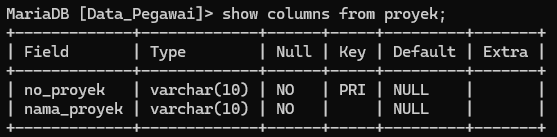 MariaDB [Data_Pegawai]> show columns from proyek;
+-------------+-------------+------+-----+---------+-------+
| Field       | Type        | Null | Key | Default | Extra |
+-------------+-------------+------+-----+---------+-------+
| no_proyek   | varchar(10) | NO   | PRI | NULL    |       |
| nama_proyek | varchar(10) | NO   |     | NULL    |       |
+-------------+-------------+------+-----+---------+-------+